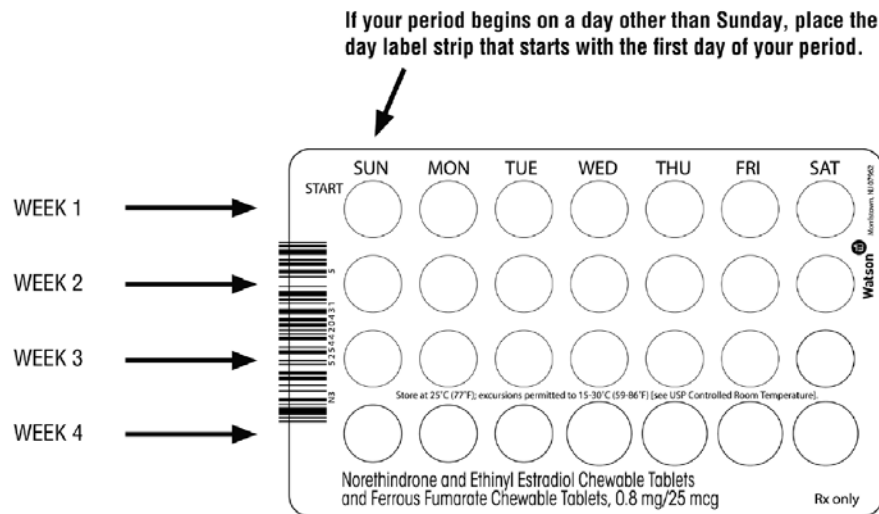 If your period begins on a day other than Sunday, place the
day label strip that starts with the first day of your period.
SUN MON TUE WED THU FRI SAT
START
WEEK 1
WEEK 2
WEEK 3
WEEK 4
Watson
Morristown, NJ 07962
S
5254420431
N3
Store at 25°C (77°F); excursions permitted to 15-30°C (59-86°F) [see USP Controlled Room Temperature].
Norethindrone and Ethinyl Estradiol Chewable Tablets
and Ferrous Fumarate Chewable Tablets, 0.8 mg/25 mcg
Rx only